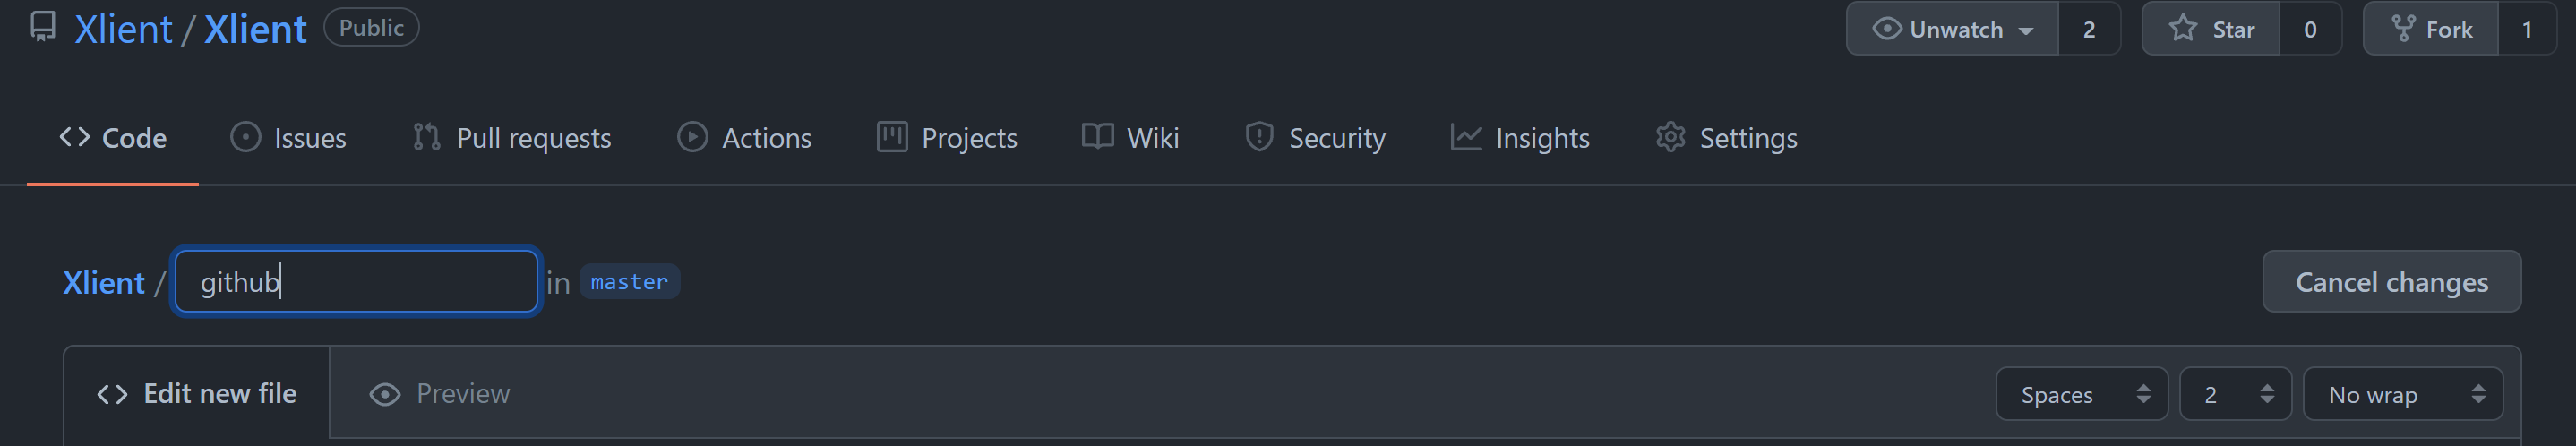 Xlient / Xlient Public Unwatch 2 Star 0 Fork 1
Code Issues Pull requests Actions Projects Wiki Security Insights Settings
Xlient / github in master Cancel changes
Edit new file Preview Spaces 2 No wrap